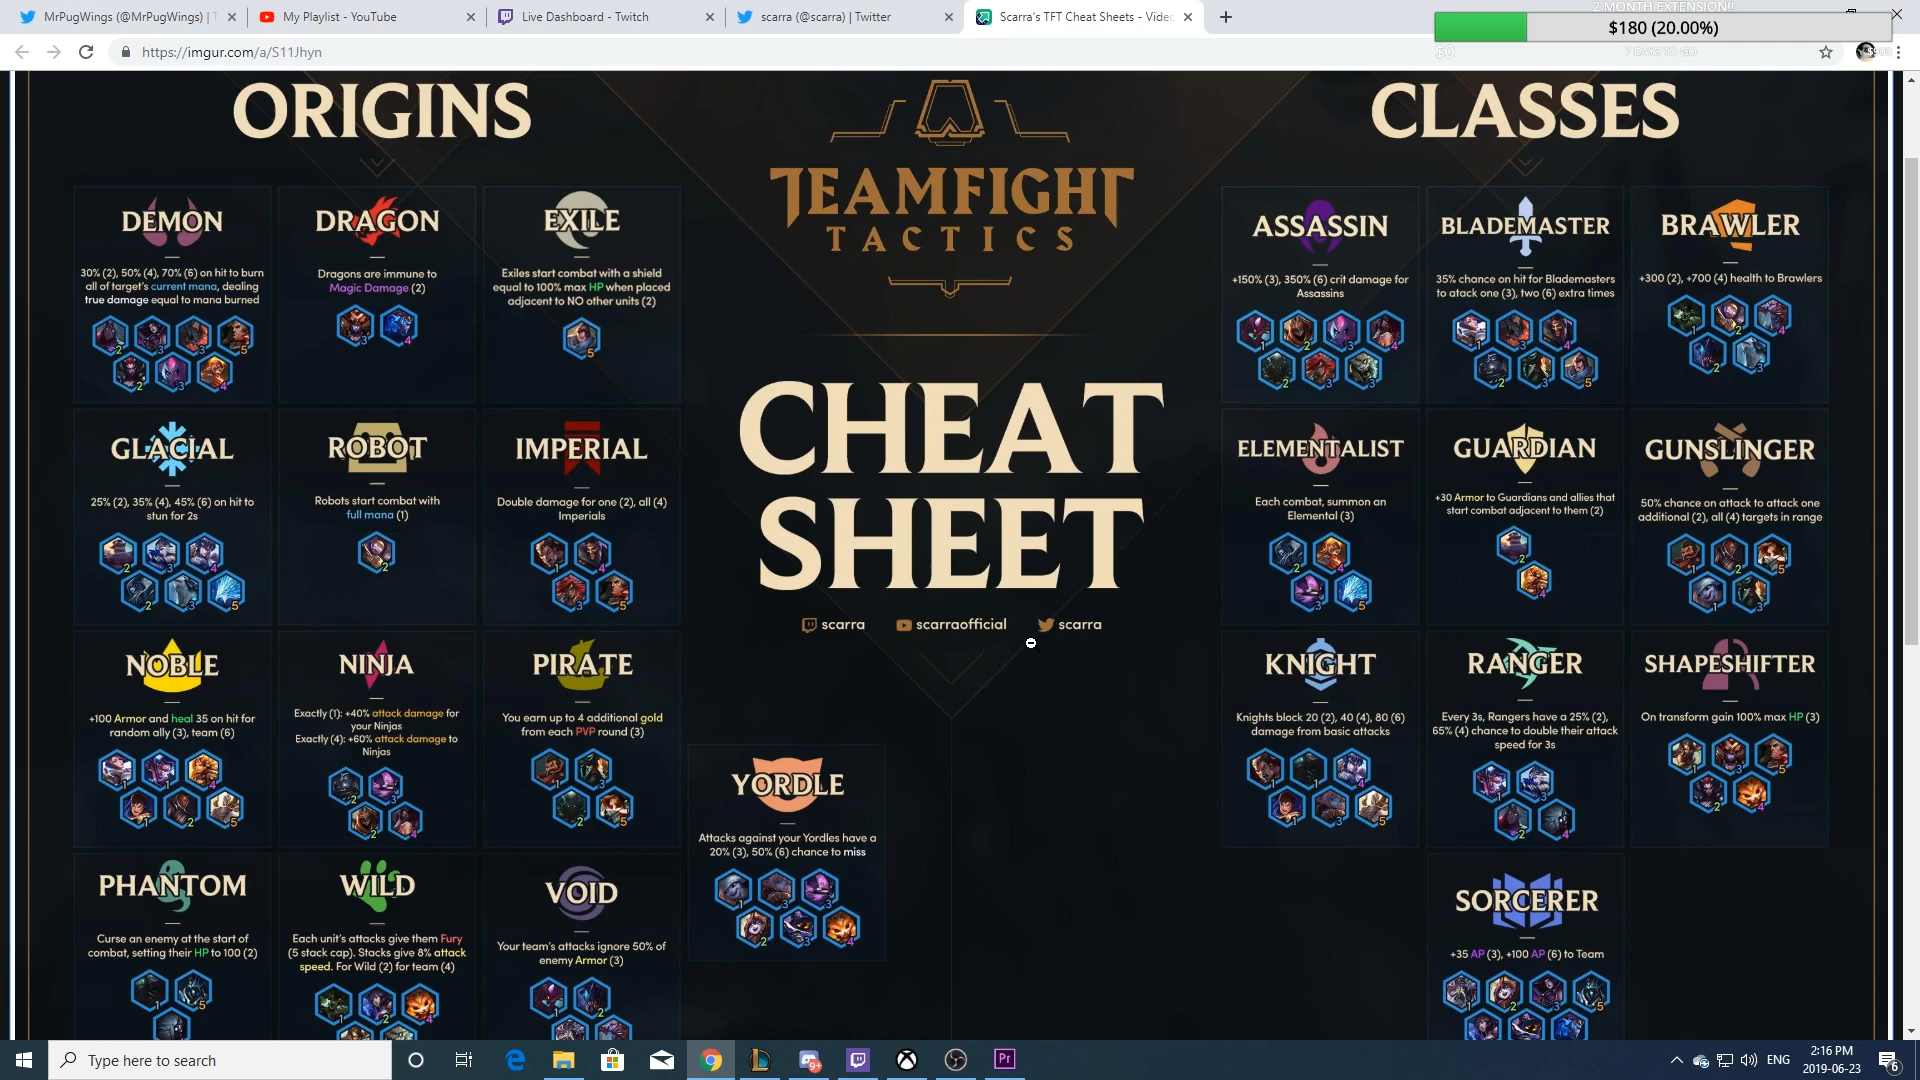 MrPugWings (@MrPugWings) | T
My Playlist - YouTube
Live Dashboard - Twitch
scarra (@scarra) | Twitter
Scarra's TFT Cheat Sheets - Video
2 MONTH EXTENSION!!
$180 (20.00%)
$0
7 DAYS TO GO
$900
https://imgur.com/a/S11Jhyn
ORIGINS
TEAMFIGHT
TACTICS
CLASSES
DEMON
30% (2), 50% (4), 70% (6) on hit to burn
all of target's current mana, dealing
true damage equal to mana burned
DRAGON
Dragons are immune to
Magic Damage (2)
EXILE
Exiles start combat with a shield
equal to 100% max HP when placed
adjacent to NO other units (2)
GLACIAL
25% (2), 35% (4), 45% (6) on hit to
stun for 2s
ROBOT
Robots start combat with
full mana (1)
IMPERIAL
Double damage for one (2), all (4)
Imperials
NOBLE
+100 Armor and heal 35 on hit for
random ally (3), team (6)
NINJA
Exactly (1): +40% attack damage for
your Ninjas
Exactly (4): +60% attack damage to
Ninjas
PIRATE
You earn up to 4 additional gold
from each PVP round (3)
PHANTOM
Curse an enemy at the start of
combat, setting their HP to 100 (2)
WILD
Each unit's attacks give them Fury
(5 stack cap). Stacks give 8% attack
speed. For Wild (2) for team (4)
VOID
Your team's attacks ignore 50% of
enemy Armor (3)
YORDLE
Attacks against your Yordles have a
20% (3), 50% (6) chance to miss
CHEAT
SHEET
scarra scarraofficial scarra
ASSASSIN
+150% (3), 350% (6) crit damage for
Assassins
BLADEMASTER
35% chance on hit for Blademasters
to atack one (3), two (6) extra times
BRAWLER
+300 (2), +700 (4) health to Brawlers
ELEMENTALIST
Each combat, summon an
Elemental (3)
GUARDIAN
+30 Armor to Guardians and allies that
start combat adjacent to them (2)
GUNSLINGER
50% chance on attack to attack one
additional (2), all (4) targets in range
KNIGHT
Knights block 20 (2), 40 (4), 80 (6)
damage from basic attacks
RANGER
Every 3s, Rangers have a 25% (2),
65% (4) chance to double their attack
speed for 3s
SHAPESHIFTER
On transform gain 100% max HP (3)
SORCERER
+35 AP (3), +100 AP (6) to Team
Type here to search
ENG
2:16 PM
2019-06-23
6